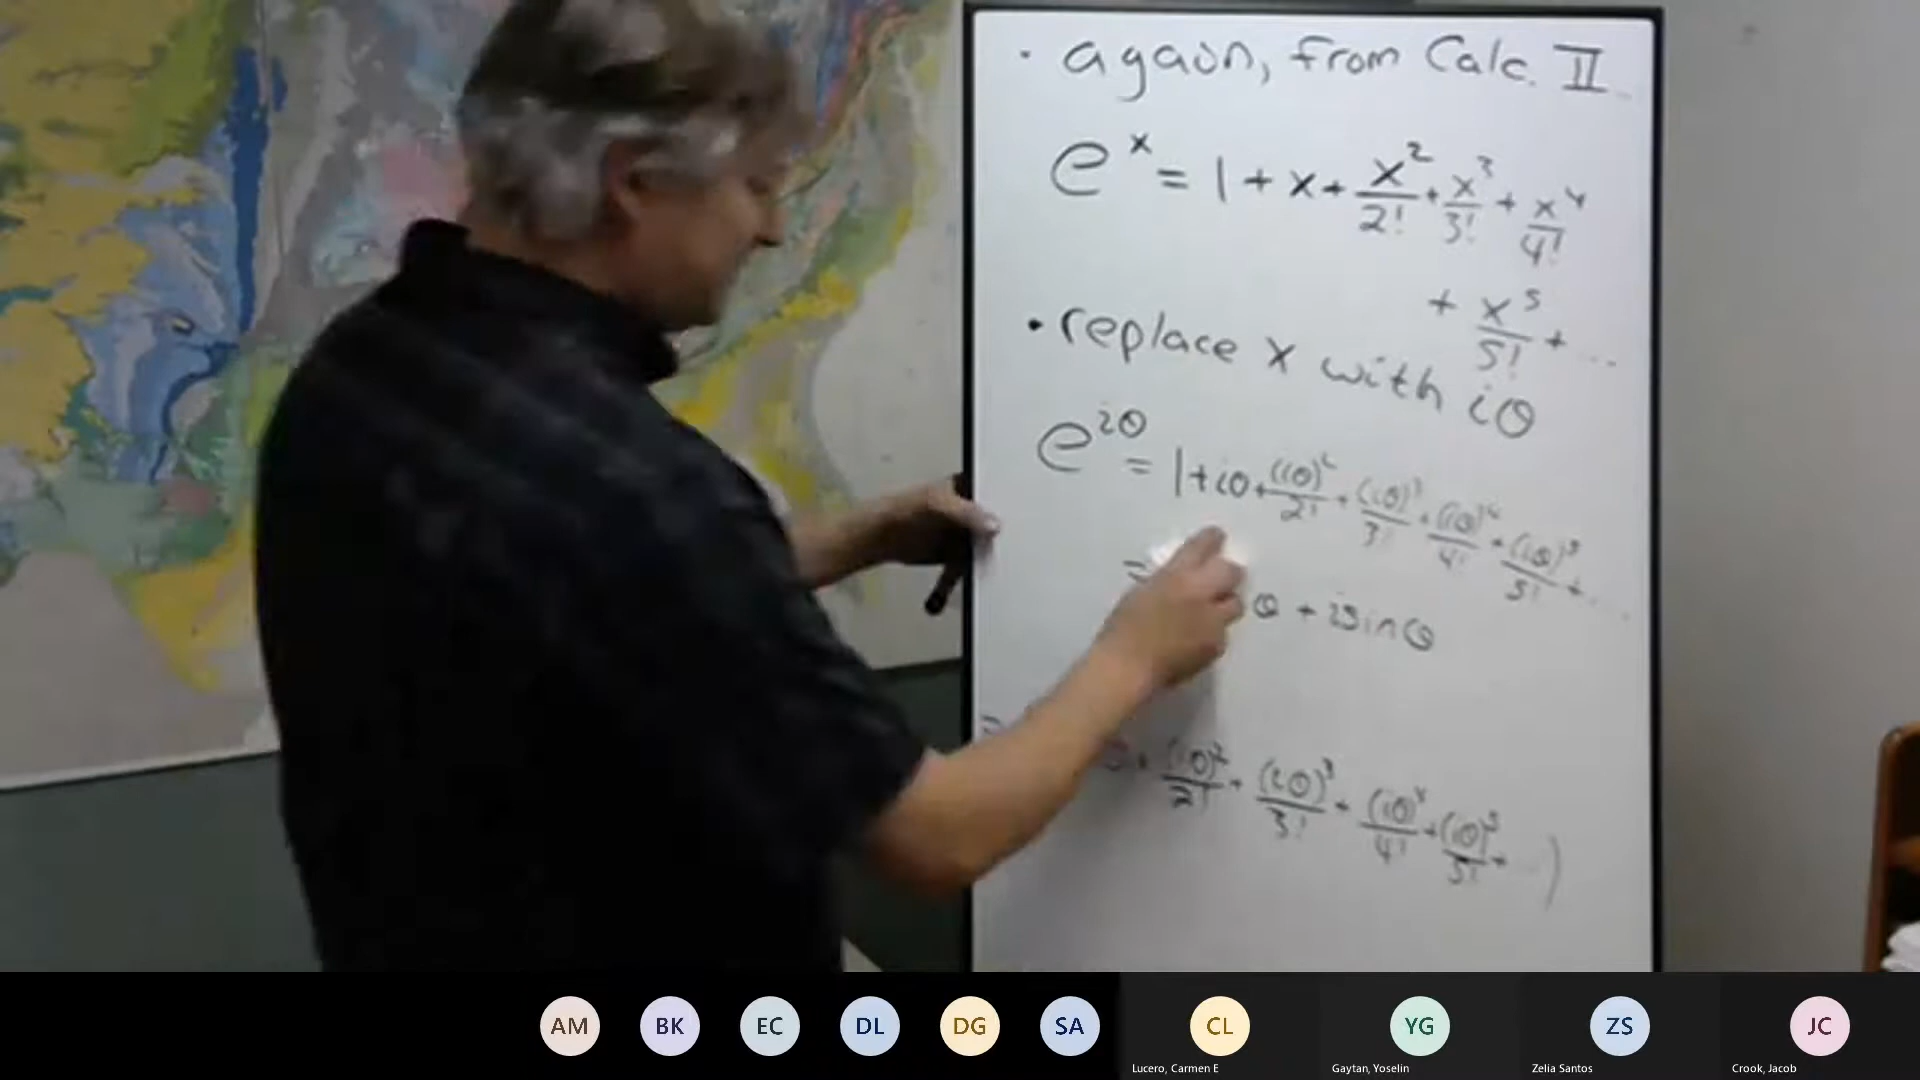 · again, from Calc. II
e^x = 1 + x + x^2/2! + x^3/3! + x^4/4!
+ x^5/5! + ...
· replace x with iθ
e^iθ = 1 + iθ + (iθ)^2/2! + (iθ)^3/3! + (iθ)^4/4! + (iθ)^5/5! + ...
= θ + i sin θ
= + (iθ)^2/2! + (iθ)^3/3! + (iθ)^4/4! + (iθ)^5/5! + ...)
AM BK EC DL DG SA CL YG ZS JC
Lucero, Carmen E Gaytan, Yoselin Zelia Santos Crook, Jacob